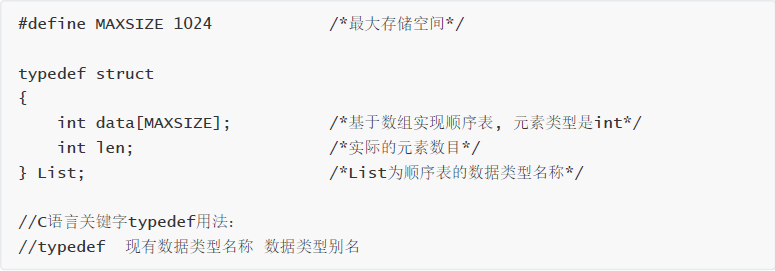 #define MAXSIZE 1024 /*最大存储空间*/
typedef struct
{
int data[MAXSIZE]; /*基于数组实现顺序表, 元素类型是int*/
int len; /*实际的元素数目*/
} List; /*List为顺序表的数据类型名称*/
//C语言关键字typedef用法：
//typedef 现有数据类型名称 数据类型别名